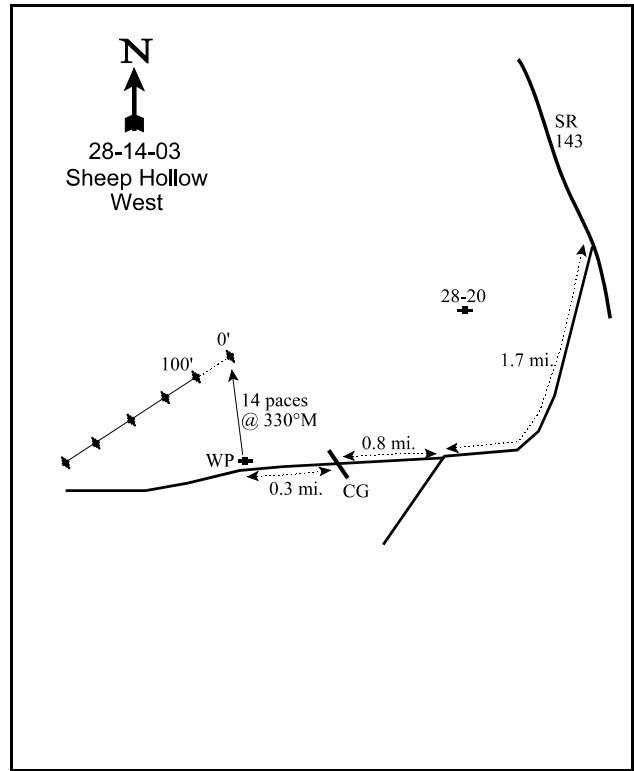 N
28-14-03
Sheep Hollow
West
SR
143
28-20
0'
100'
1.7 mi.
14 paces
@ 330°M
0.8 mi.
WP
0.3 mi.
CG